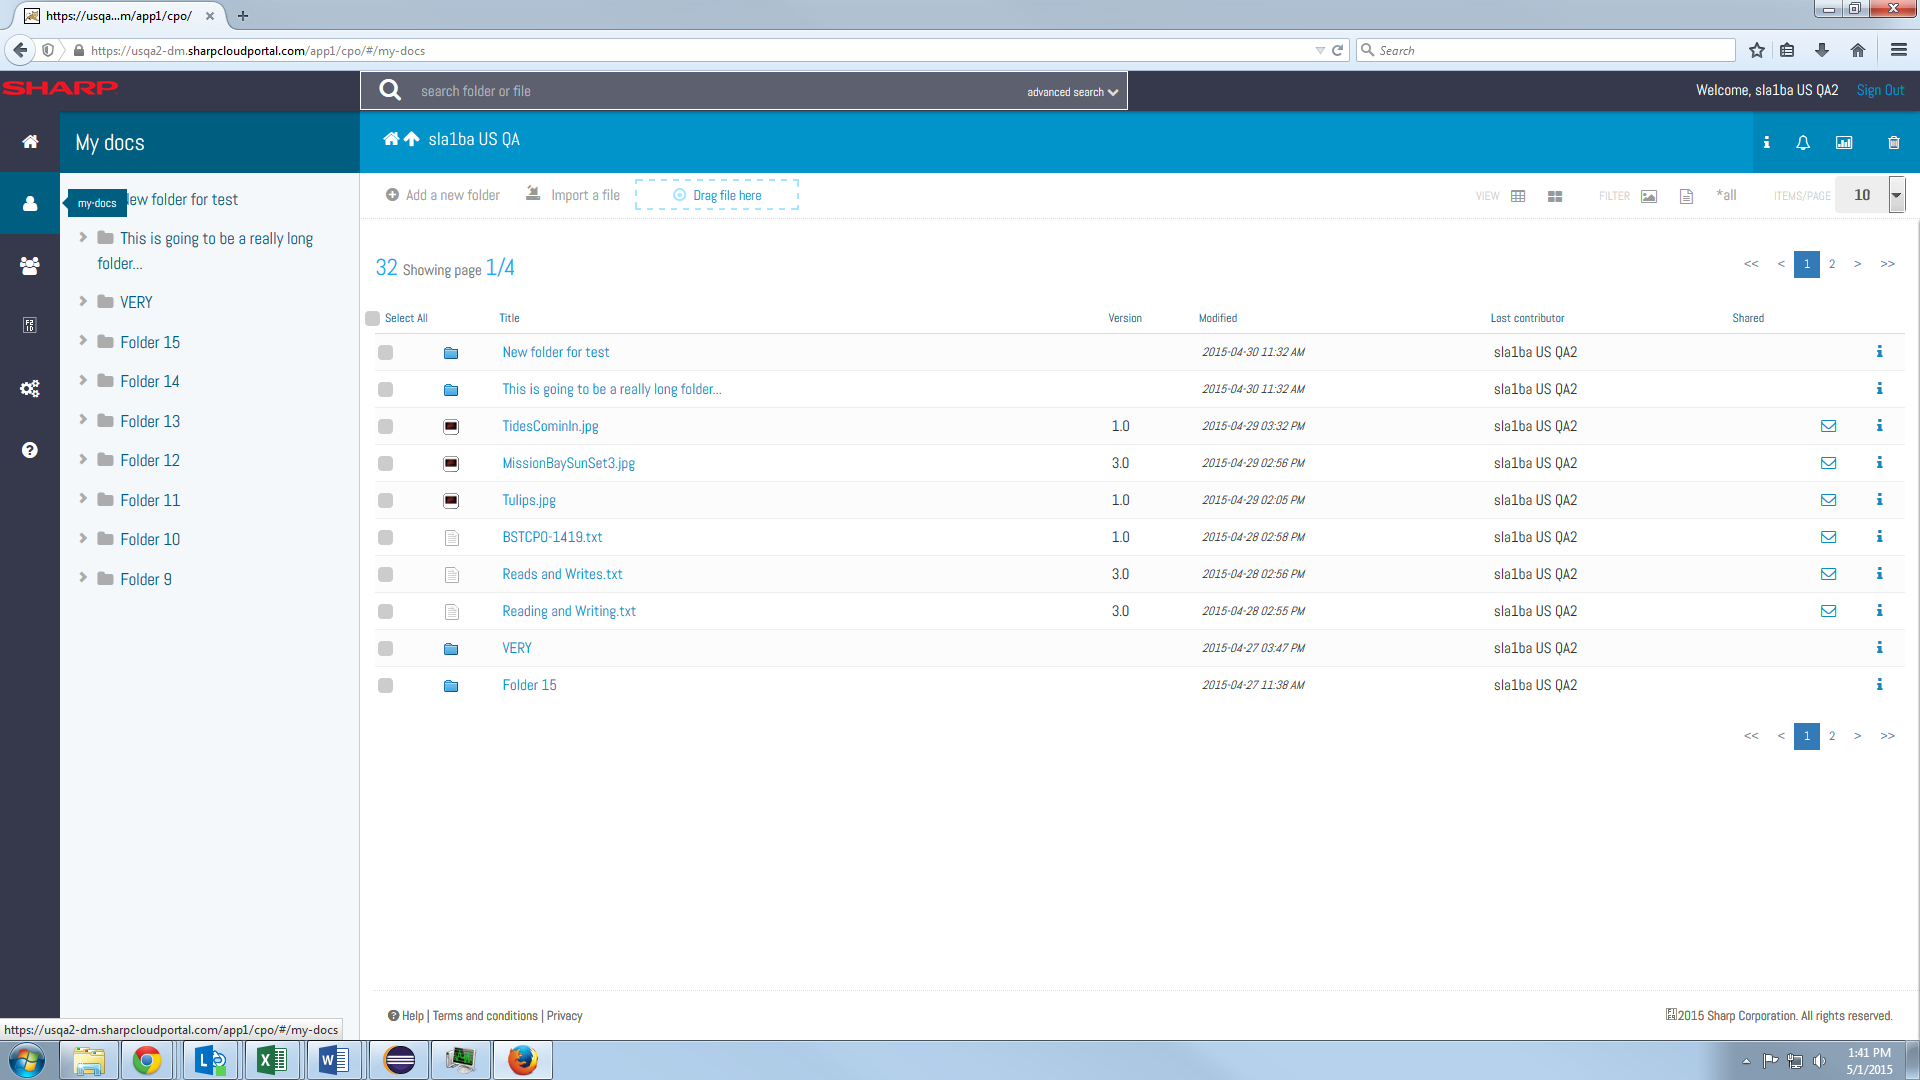 https://usqa...m/app1/cpo/
https://usqa2-dm.sharpcloudportal.com/app1/cpo/#/my-docs
Search
SHARP
search folder or file
advanced search
Welcome, sla1ba US QA2
Sign Out
My docs
sla1ba US QA
my-docs
ew folder for test
This is going to be a really long
folder...
VERY
Folder 15
Folder 14
Folder 13
Folder 12
Folder 11
Folder 10
Folder 9
Add a new folder
Import a file
Drag file here
VIEW
FILTER
*all
ITEMS/PAGE
10
32 Showing page 1/4
<< < 1 2 > >>
Select All Title Version Modified Last contributor Shared
New folder for test 2015-04-30 11:32 AM sla1ba US QA2
This is going to be a really long folder... 2015-04-30 11:32 AM sla1ba US QA2
TidesCominIn.jpg 1.0 2015-04-29 03:32 PM sla1ba US QA2
MissionBaySunSet3.jpg 3.0 2015-04-29 02:56 PM sla1ba US QA2
Tulips.jpg 1.0 2015-04-29 02:05 PM sla1ba US QA2
BSTCPO-1419.txt 1.0 2015-04-28 02:58 PM sla1ba US QA2
Reads and Writes.txt 3.0 2015-04-28 02:56 PM sla1ba US QA2
Reading and Writing.txt 3.0 2015-04-28 02:55 PM sla1ba US QA2
VERY 2015-04-27 03:47 PM sla1ba US QA2
Folder 15 2015-04-27 11:38 AM sla1ba US QA2
<< < 1 2 > >>
Help | Terms and conditions | Privacy
2015 Sharp Corporation. All rights reserved.
https://usqa2-dm.sharpcloudportal.com/app1/cpo/#/my-docs
1:41 PM
5/1/2015